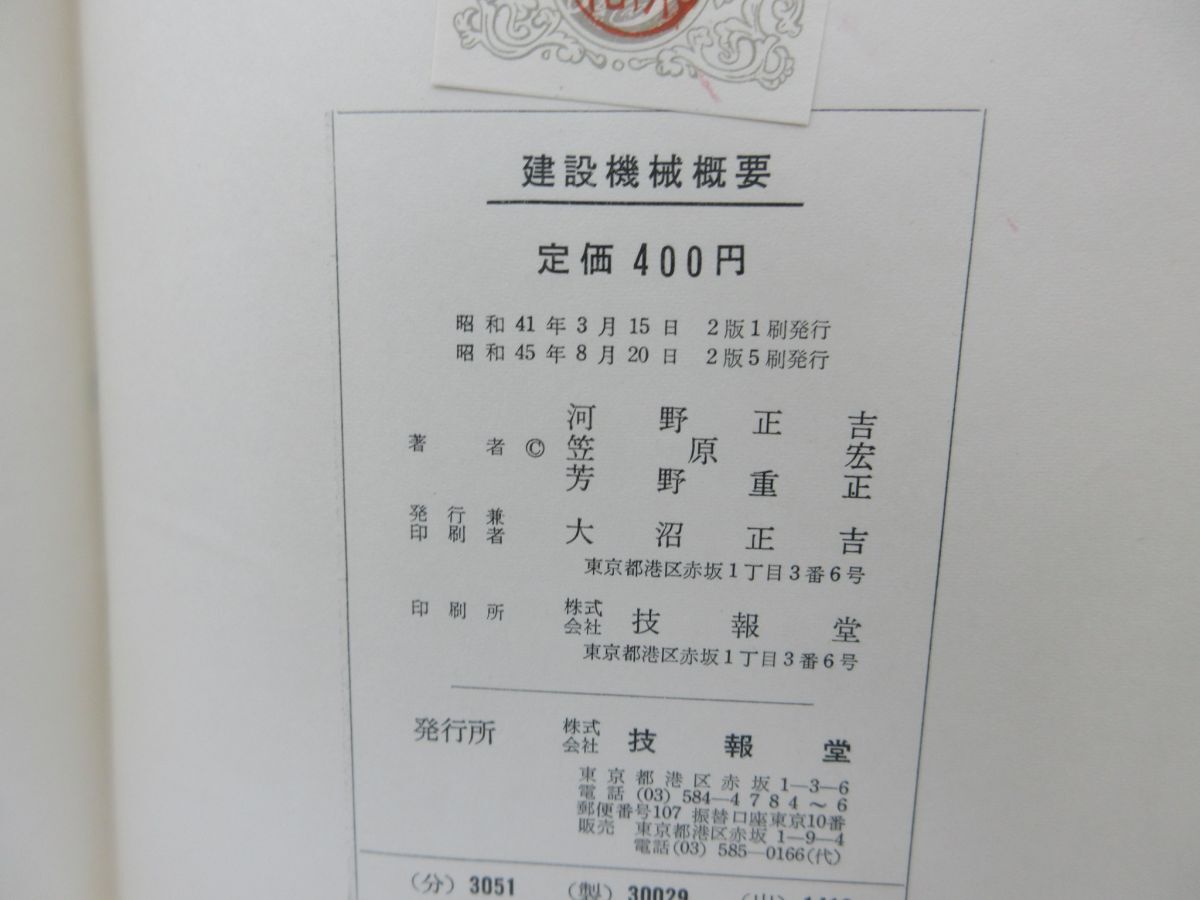 建設機械概要
定価 400円
昭和 41 年 3 月 15 日 2版1刷発行
昭和 45 年 8 月 20 日 2版5刷発行
河野正吉
著者 © 笠原宏
芳野重正
発行兼
印刷者 大沼正吉
東京都港区赤坂1丁目3番6号
印刷所 株式会社 技報堂
東京都港区赤坂1丁目3番6号
発行所 株式会社 技報堂
東京都港区赤坂 1—3—6
電話 (03) 584—4784〜6
郵便番号107 振替口座東京10番
販売 東京都港区赤坂 1—9—4
電話(03) 585—0166(代)
(分) 3051 (製) 30029